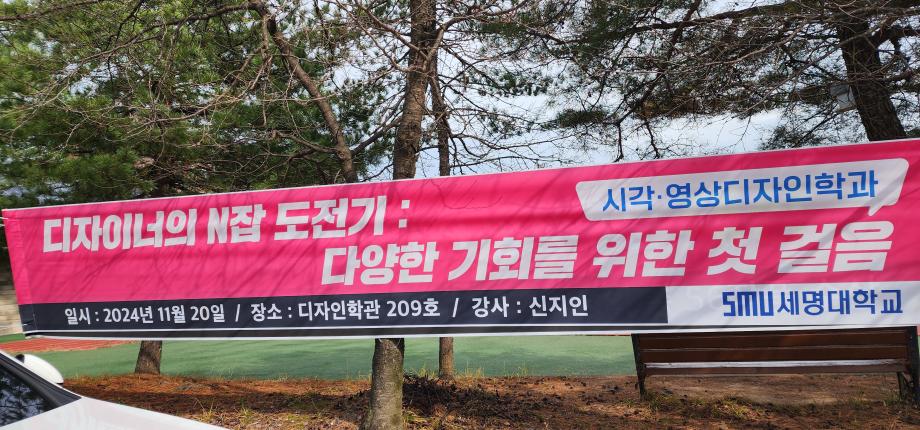 시각·영상디자인학과
디자이너의 N잡 도전기 :
다양한 기회를 위한 첫 걸음
일시 : 2024년 11월 20일 / 장소 : 디자인학관 209호 / 강사 : 신지인
SMU 세명대학교